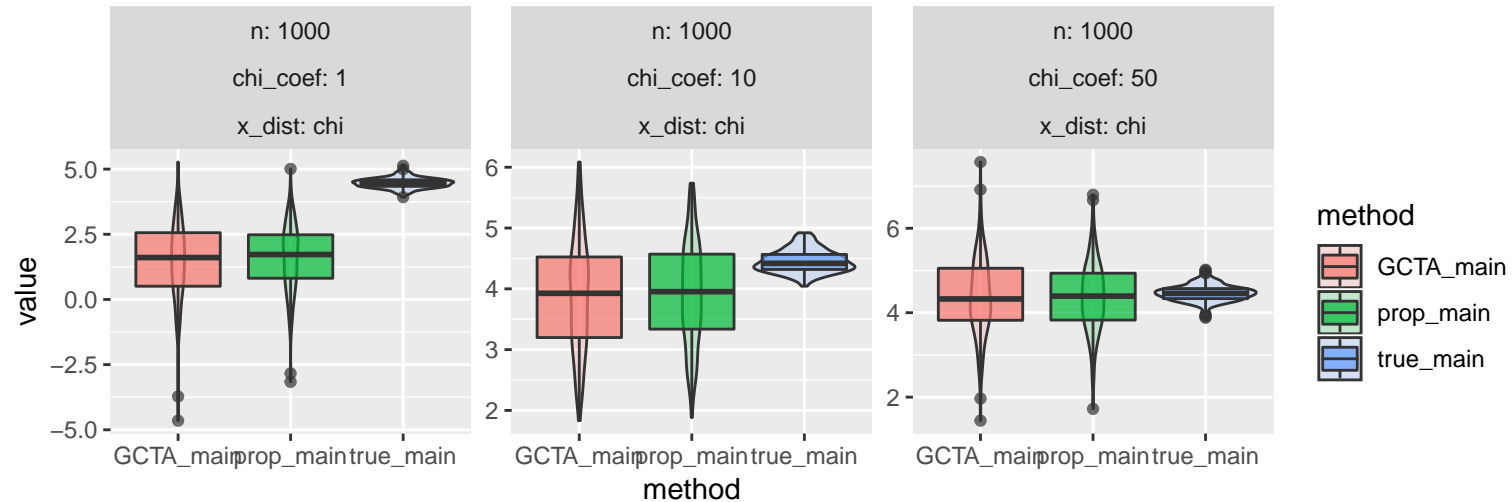 n: 1000
chi_coef: 1
x_dist: chi
n: 1000
chi_coef: 10
x_dist: chi
n: 1000
chi_coef: 50
x_dist: chi
value
5.0
2.5
0.0
−2.5
−5.0
6
5
4
3
2
6
4
2
GCTA_main
prop_main
true_main
GCTA_main
prop_main
true_main
GCTA_main
prop_main
true_main
method
method
GCTA_main
prop_main
true_main